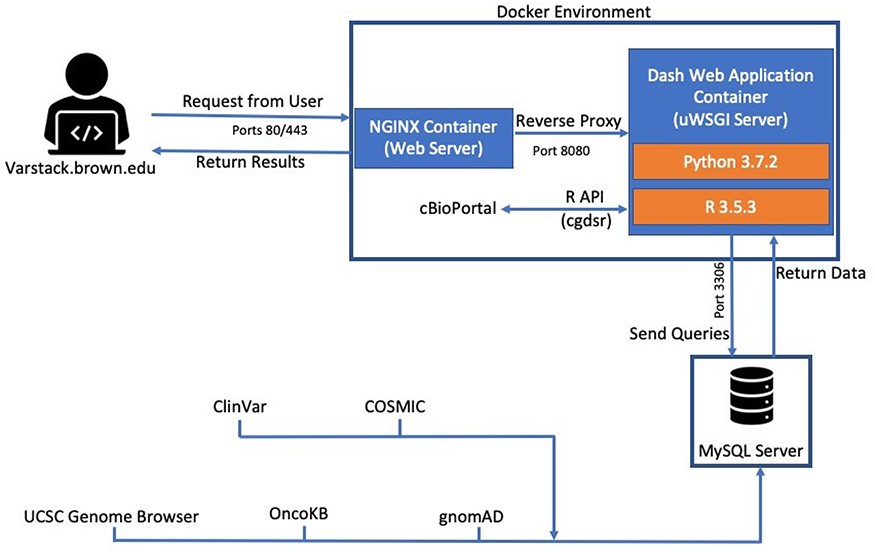 Docker Environment
Request from User
Ports 80/443
Return Results
Varstack.brown.edu
NGINX Container
(Web Server)
Reverse Proxy
Port 8080
Dash Web Application
Container
(uWSGI Server)
Python 3.7.2
R 3.5.3
cBioPortal
R API
(cgdsr)
Port 3306
Return Data
Send Queries
MySQL Server
ClinVar
COSMIC
UCSC Genome Browser
OncoKB
gnomAD